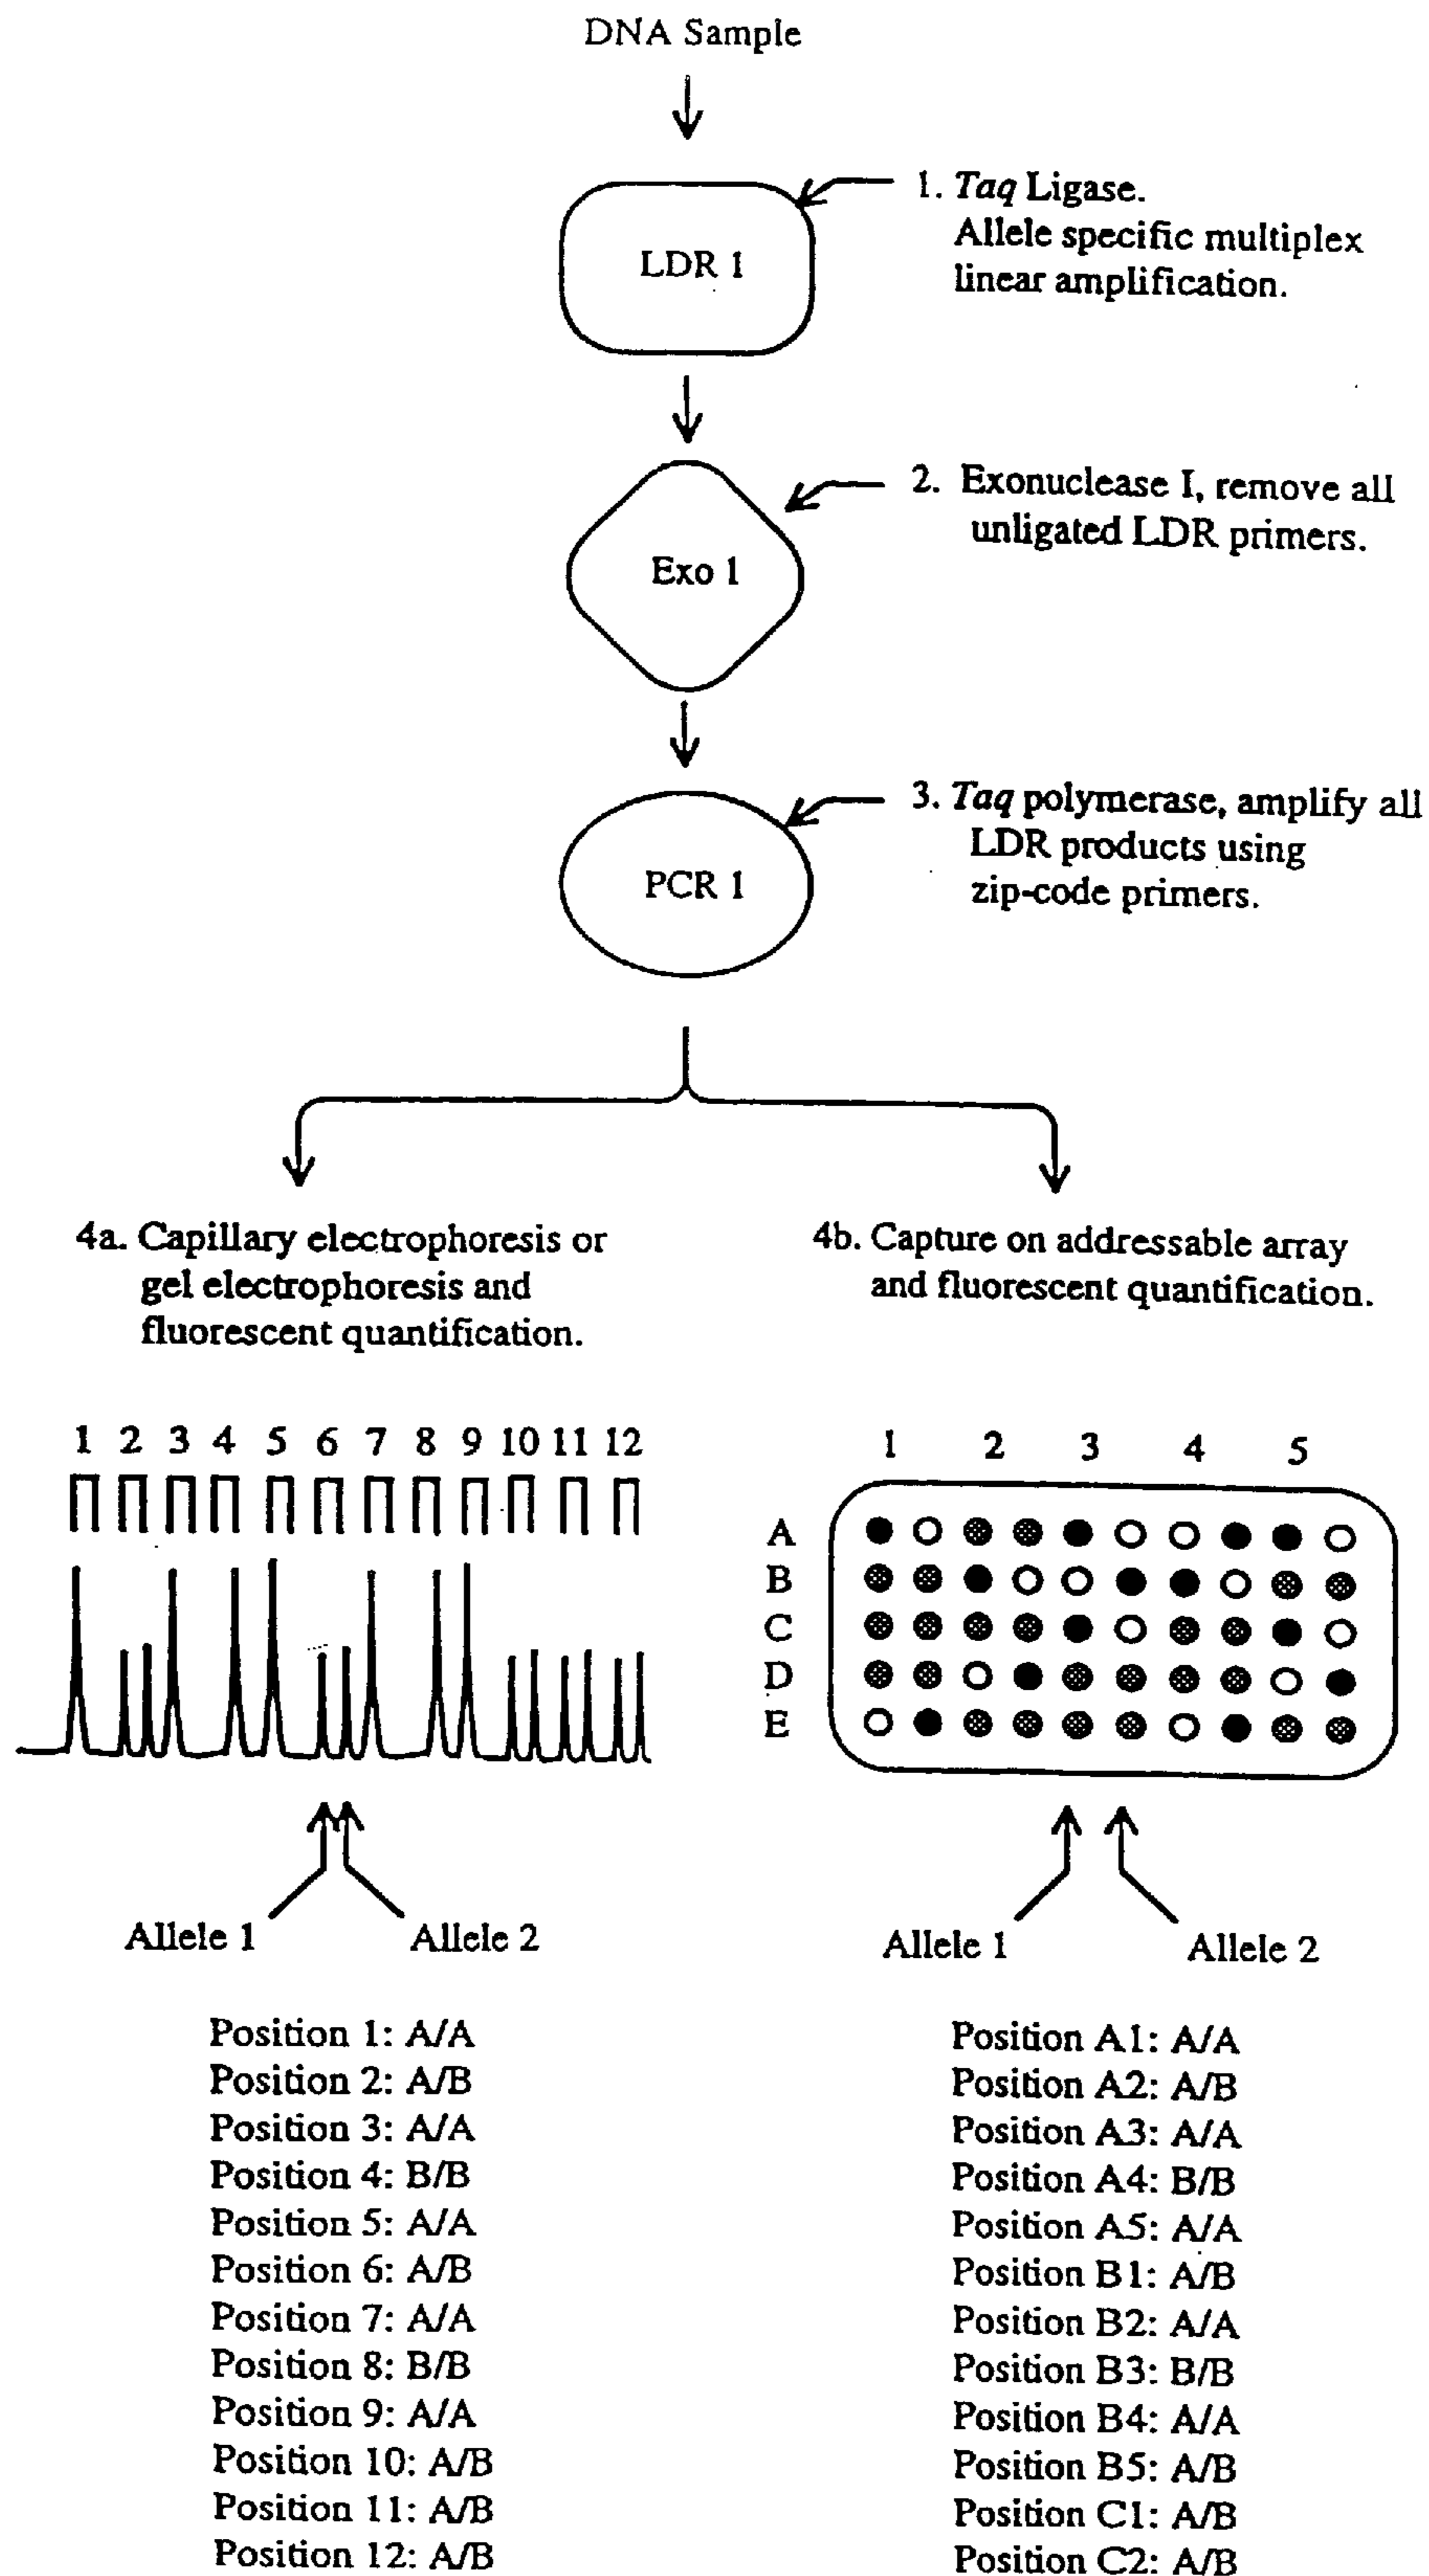 DNA Sample
LDR 1
1. Taq Ligase.
Allele specific multiplex
linear amplification.
Exo 1
2. Exonuclease I, remove all
unligated LDR primers.
PCR 1
3. Taq polymerase, amplify all
LDR products using
zip-code primers.
4a. Capillary electrophoresis or
gel electrophoresis and
fluorescent quantification.
1 2 3 4 5 6 7 8 9 10 11 12
Allele 1
Allele 2
Position 1: A/A
Position 2: A/B
Position 3: A/A
Position 4: B/B
Position 5: A/A
Position 6: A/B
Position 7: A/A
Position 8: B/B
Position 9: A/A
Position 10: A/B
Position 11: A/B
Position 12: A/B
4b. Capture on addressable array
and fluorescent quantification.
1 2 3 4 5
A
B
C
D
E
Allele 1
Allele 2
Position A1: A/A
Position A2: A/B
Position A3: A/A
Position A4: B/B
Position A5: A/A
Position B1: A/B
Position B2: A/A
Position B3: B/B
Position B4: A/A
Position B5: A/B
Position C1: A/B
Position C2: A/B